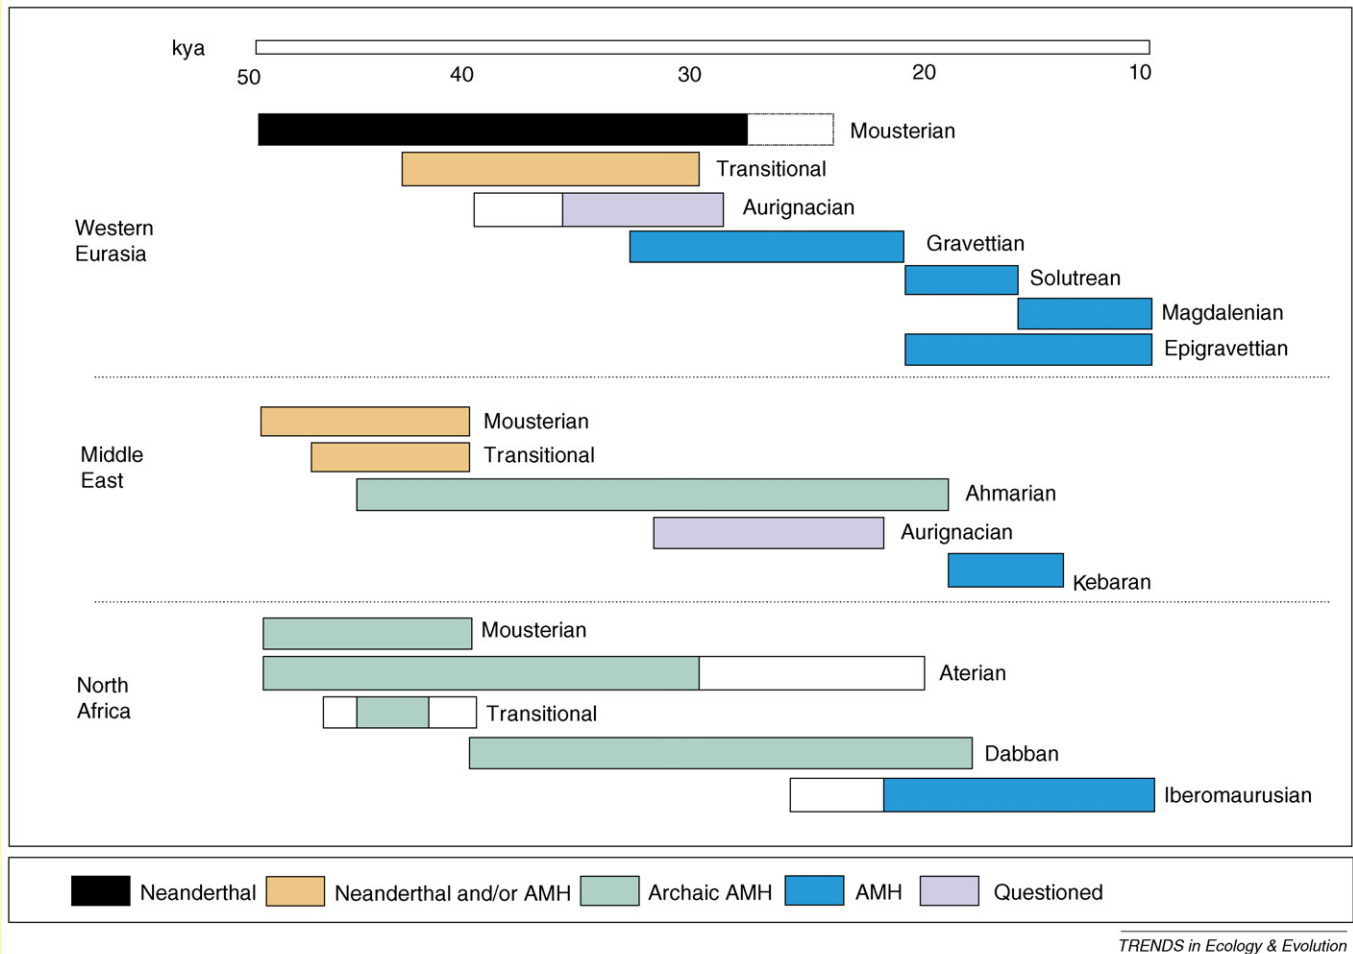 kya
50 40 30 20 10
Mousterian
Transitional
Aurignacian
Western
Eurasia
Gravettian
Solutrean
Magdalenian
Epigravettian
Mousterian
Middle
East
Transitional
Ahmarian
Aurignacian
Kebaran
Mousterian
Aterian
North
Africa
Transitional
Dabban
Iberomaurusian
Neanderthal Neanderthal and/or AMH Archaic AMH AMH Questioned
TRENDS in Ecology & Evolution